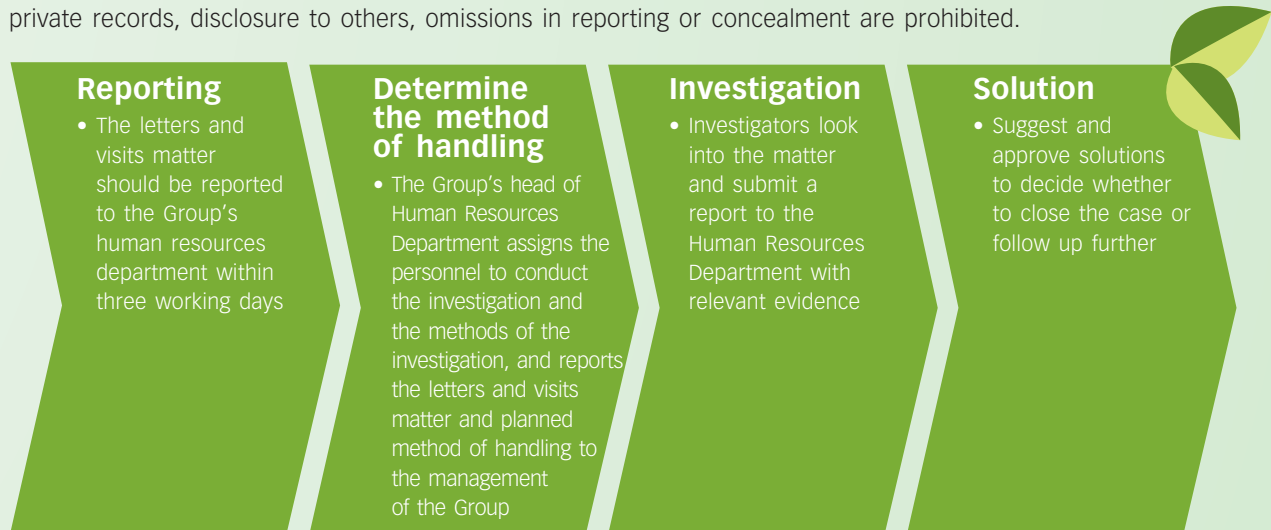 private records, disclosure to others, omissions in reporting or concealment are prohibited.
Reporting
• The letters and
visits matter
should be reported
to the Group's
human resources
department within
three working days
Determine
the method
of handling
• The Group's head of
Human Resources
Department assigns the
personnel to conduct
the investigation and
the methods of the
investigation, and reports
the letters and visits
matter and planned
method of handling to
the management
of the Group
Investigation
• Investigators look
into the matter
and submit a
report to the
Human Resources
Department with
relevant evidence
Solution
• Suggest and
approve solutions
to decide whether
to close the case or
follow up further